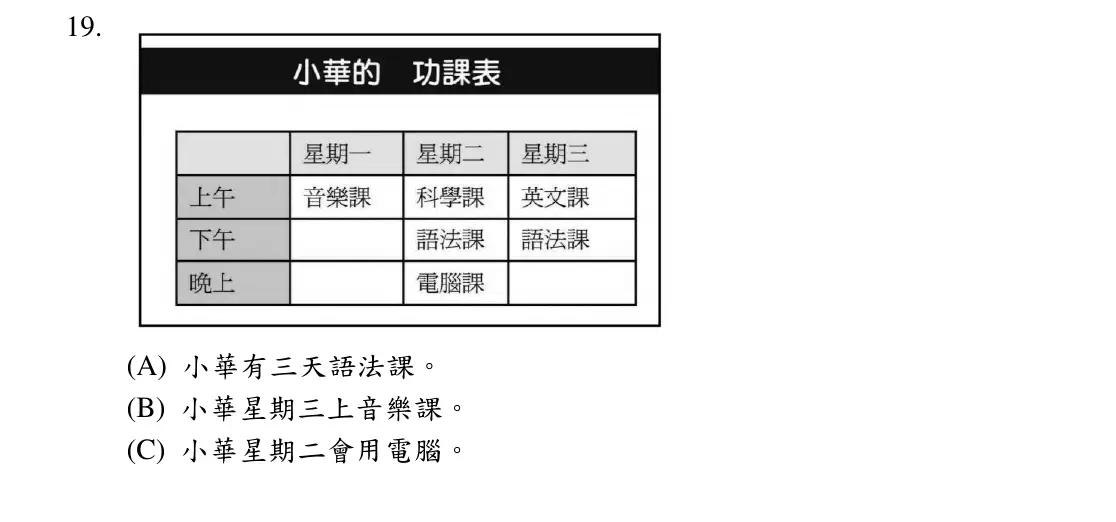 19.
小華的 功課表
星期一 星期二 星期三
上午 音樂課 科學課 英文課
下午 語法課 語法課
晚上 電腦課
(A) 小華有三天語法課。
(B) 小華星期三上音樂課。
(C) 小華星期二會用電腦。